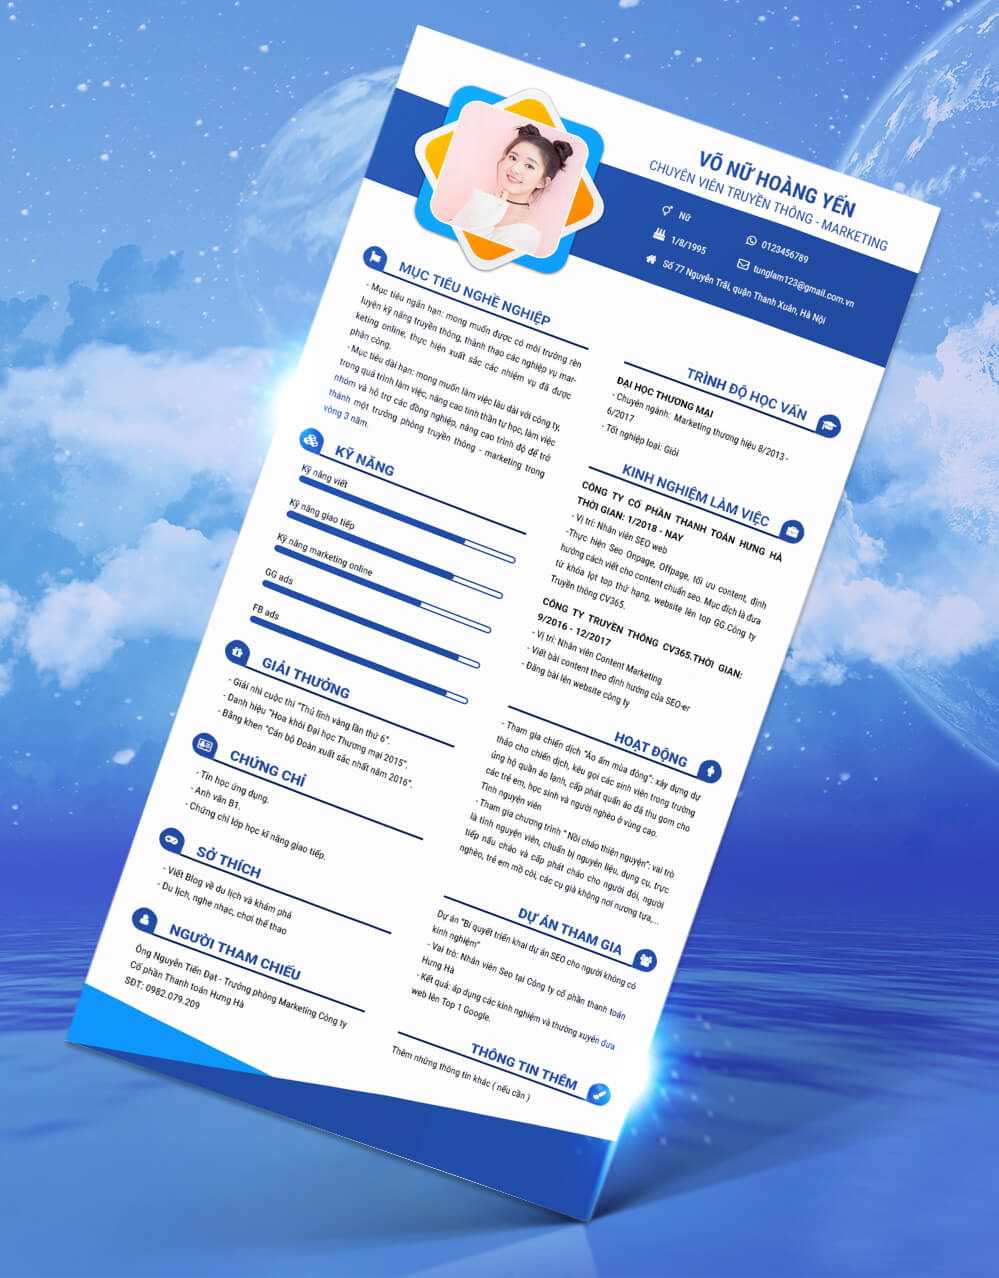 VÕ NỮ HOÀNG YẾN
CHUYÊN VIÊN TRUYỀN THÔNG - MARKETING
Nữ
0123456789
1/8/1995
tunglam123@gmail.com.vn
Số 77 Nguyễn Trãi, quận Thanh Xuân, Hà Nội
MỤC TIÊU NGHỀ NGHIỆP
- Mục tiêu ngắn hạn: mong muốn được có môi trường rèn
luyện kỹ năng truyền thông, thành thạo các nghiệp vụ mar-
keting online, thực hiện xuất sắc các nhiệm vụ đã được
phân công.
- Mục tiêu dài hạn: mong muốn làm việc lâu dài với công ty,
trong quá trình làm việc, nâng cao tinh thần tự học, làm việc
nhóm và hỗ trợ các đồng nghiệp, nâng cao trình độ để trở
thành một trưởng phòng truyền thông - marketing trong
vòng 3 năm.
KỸ NĂNG
Kỹ năng viết
Kỹ năng giao tiếp
Kỹ năng marketing online
GG ads
FB ads
GIẢI THƯỞNG
- Giải nhì cuộc thi "Thủ lĩnh vàng lần thứ 6".
- Danh hiệu "Hoa khôi Đại học Thương mại 2015".
- Bằng khen "Cán bộ Đoàn xuất sắc nhất năm 2016".
CHỨNG CHỈ
- Tin học ứng dụng.
- Anh văn B1.
- Chứng chỉ lớp học kĩ năng giao tiếp.
SỞ THÍCH
- Viết Blog về du lịch và khám phá
- Du lịch, nghe nhạc, chơi thể thao
NGƯỜI THAM CHIẾU
Ông Nguyễn Tiến Đạt - Trưởng phòng Marketing Công ty
Cổ phần Thanh toán Hưng Hà
SĐT: 0982.079.209
TRÌNH ĐỘ HỌC VẤN
ĐẠI HỌC THƯƠNG MẠI
- Chuyên ngành: Marketing thương hiệu 8/2013 -
6/2017
- Tốt nghiệp loại: Giỏi
KINH NGHIỆM LÀM VIỆC
CÔNG TY CỔ PHẦN THANH TOÁN HƯNG HÀ
THỜI GIAN: 1/2018 - NAY
- Vị trí: Nhân viên SEO web
-Thực hiện Seo Onpage, Offpage, tối ưu content, định
hướng cách viết cho content chuẩn seo. Mục đích là đưa
từ khóa lọt top thứ hạng, website lên top GG.Công ty
Truyền thông CV365.
CÔNG TY TRUYỀN THÔNG CV365.THỜI GIAN:
9/2016 - 12/2017
- Vị trí: Nhân viên Content Marketing
- Viết bài content theo định hướng của SEO-er
- Đăng bài lên website công ty
HOẠT ĐỘNG
- Tham gia chiến dịch "Áo ấm mùa đông": xây dựng dự
thảo cho chiến dịch, kêu gọi các sinh viên trong trường
ủng hộ quần áo lạnh, cấp phát quần áo đã thu gom cho
các trẻ em, học sinh và người nghèo ở vùng cao.
Tình nguyện viên
- Tham gia chương trình " Nồi cháo thiện nguyện": vai trò
là tình nguyện viên, chuẩn bị nguyên liệu, dụng cụ, trực
tiếp nấu cháo và cấp phát cháo cho người đói, người
nghèo, trẻ em mồ côi, các cụ già không nơi nương tựa,...
DỰ ÁN THAM GIA
Dự án "Bí quyết triển khai dự án SEO cho người không có
kinh nghiệm"
- Vai trò: Nhân viên Seo tại Công ty cổ phần thanh toán
Hưng Hà
- Kết quả: áp dụng các kinh nghiệm và thường xuyên đưa
web lên Top 1 Google.
THÔNG TIN THÊM
Thêm những thông tin khác ( nếu cần )